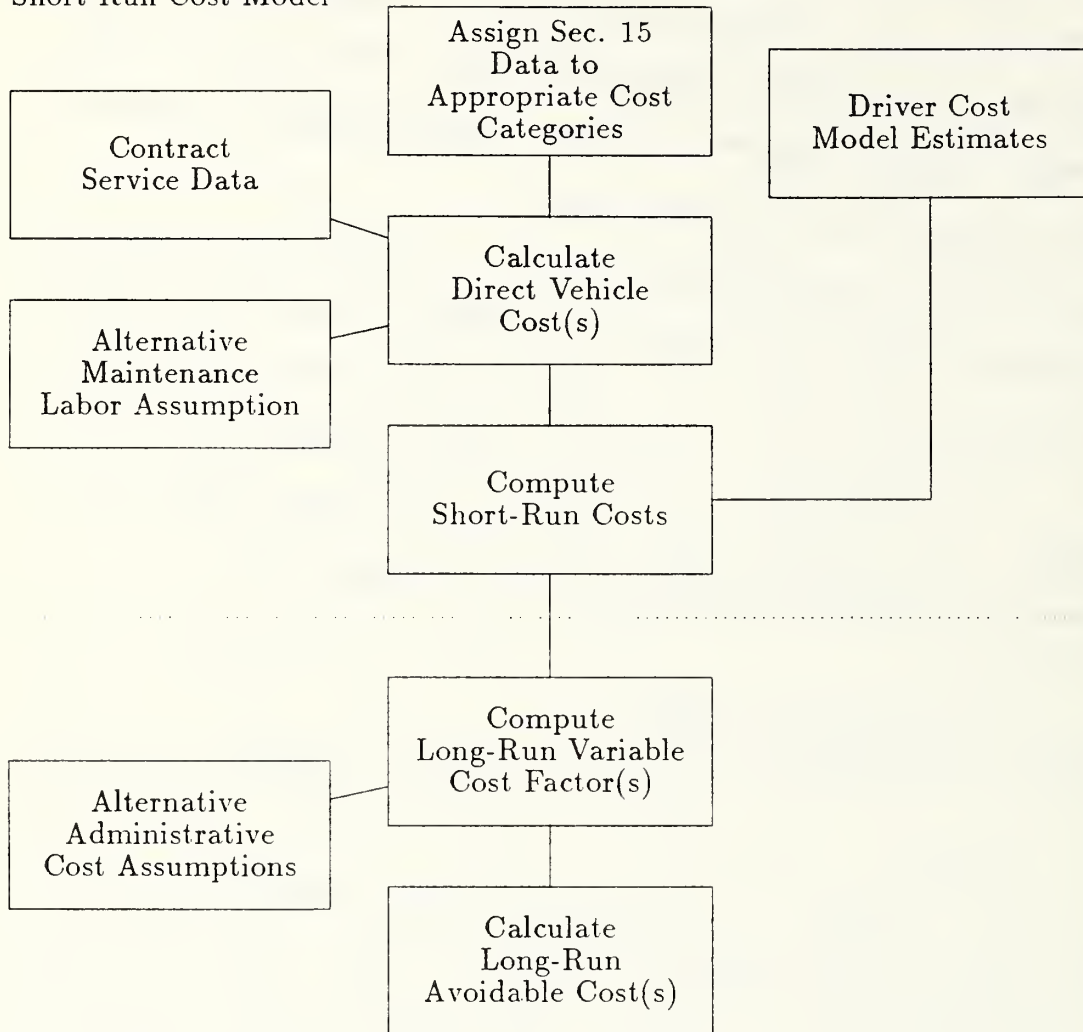 Short-Run Cost Model
Assign Sec. 15
Data to
Appropriate Cost
Categories
Driver Cost
Model Estimates
Contract
Service Data
Calculate
Direct Vehicle
Cost(s)
Alternative
Maintenance
Labor Assumption
Compute
Short-Run Costs
Compute
Long-Run Variable
Cost Factor(s)
Alternative
Administrative
Cost Assumptions
Calculate
Long-Run
Avoidable Cost(s)